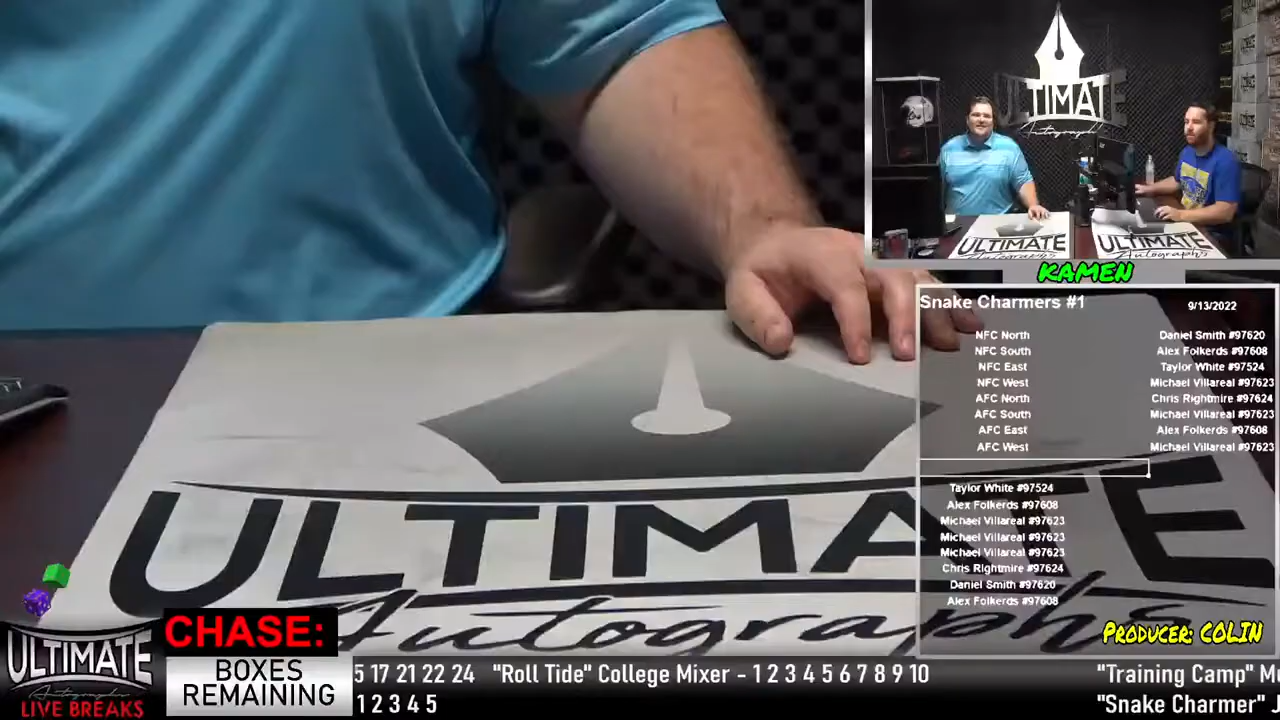 ULTIMATE
Autograph
ULTIMATE
Autographs
ULTIMATE
Autographs
KAMEN
Snake Charmers #1 9/13/2022
NFC North Daniel Smith #97620
NFC South Alex Folkerds #97608
NFC East Taylor White #97524
NFC West Michael Villareal #97623
AFC North Chris Rightmire #97624
AFC South Michael Villareal #97623
AFC East Alex Folkerds #97608
AFC West Michael Villareal #97623
Taylor White #97524
Alex Folkerds #97608
Michael Villareal #97623
Michael Villareal #97623
Michael Villareal #97623
Chris Rightmire #97624
Daniel Smith #97620
Alex Folkerds #97608
ULTIMATE
Autographs
Producer: COLIN
ULTIMATE
Autographs
LIVE BREAKS
CHASE:
BOXES
REMAINING
5 17 21 22 24 "Roll Tide" College Mixer - 1 2 3 4 5 6 7 8 9 10 "Training Camp"
1 2 3 4 5 "Snake Charmer"